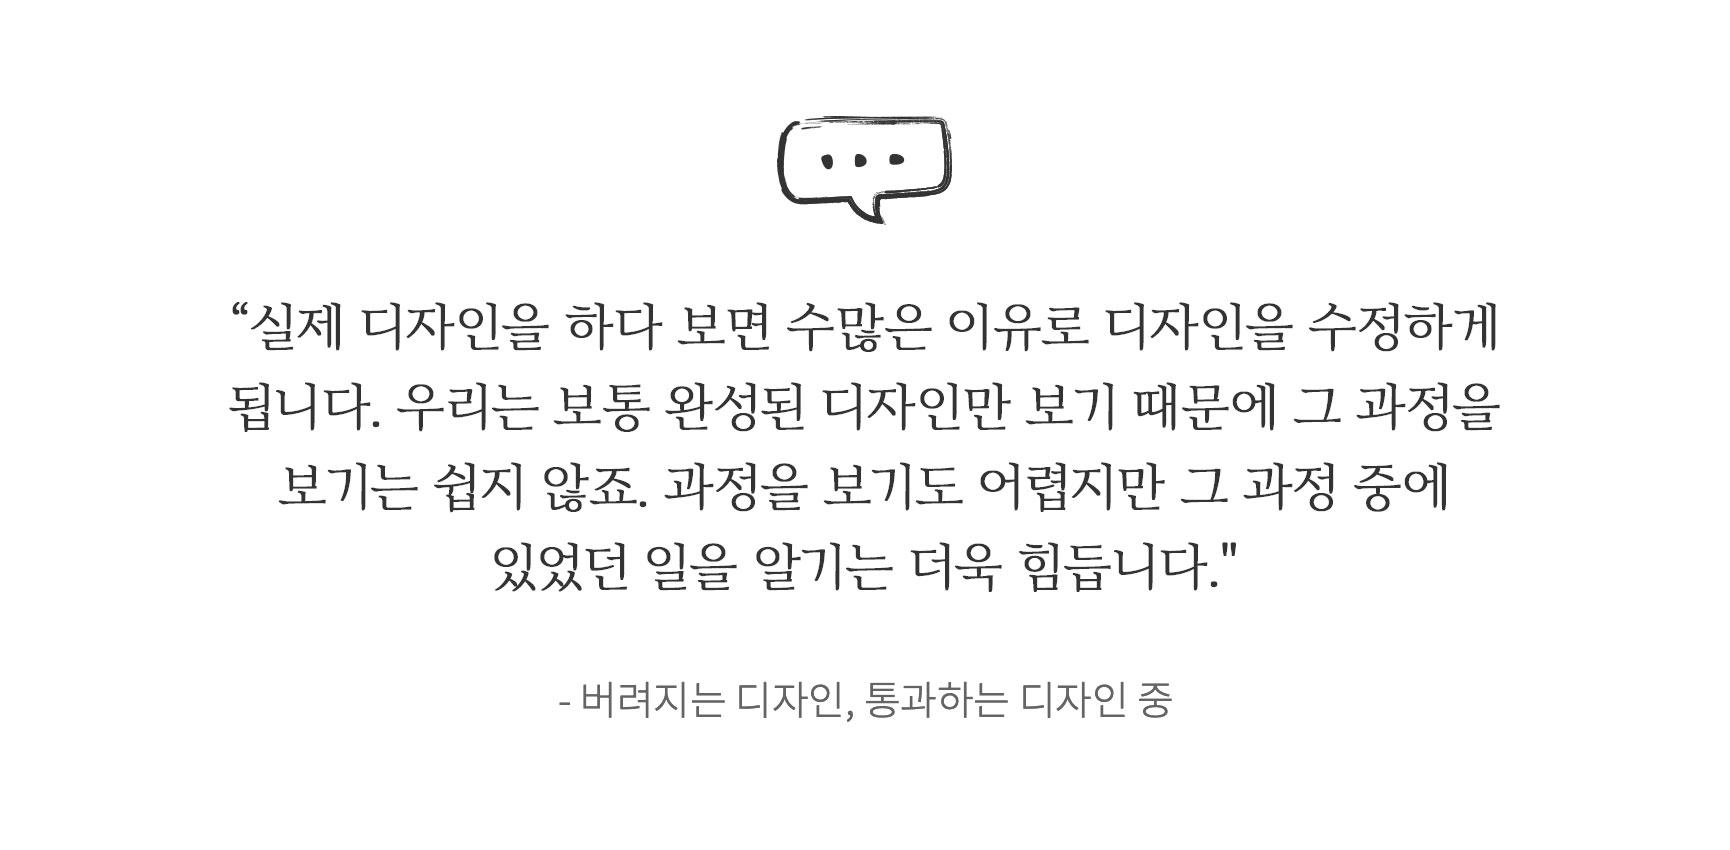 “실제 디자인을 하다 보면 수많은 이유로 디자인을 수정하게
됩니다. 우리는 보통 완성된 디자인만 보기 때문에 그 과정을
보기는 쉽지 않죠. 과정을 보기도 어렵지만 그 과정 중에
있었던 일을 알기는 더욱 힘듭니다."
- 버려지는 디자인, 통과하는 디자인 중